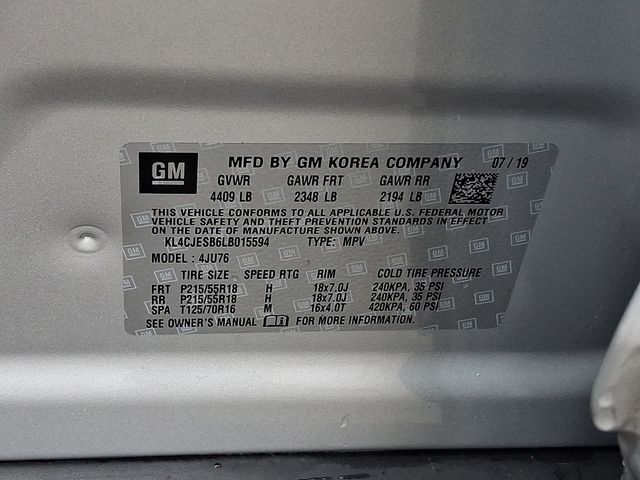 GM MFD BY GM KOREA COMPANY 07/19
GVWR GAWR FRT GAWR RR
4409 LB 2348 LB 2194 LB
THIS VEHICLE CONFORMS TO ALL APPLICABLE U.S. FEDERAL MOTOR
VEHICLE SAFETY AND THEFT PREVENTION STANDARDS IN EFFECT
ON THE DATE OF MANUFACTURE SHOWN ABOVE.
KL4CJESB6LB015594 TYPE: MPV
MODEL: 4JU76
TIRE SIZE SPEED RTG RIM COLD TIRE PRESSURE
FRT P215/55R18 H 18x7.0J 240KPA, 35 PSI
RR P215/55R18 H 18x7.0J 240KPA, 35 PSI
SPA T125/70R16 M 16x4.0T 420KPA, 60 PSI
SEE OWNER'S MANUAL FOR MORE INFORMATION.